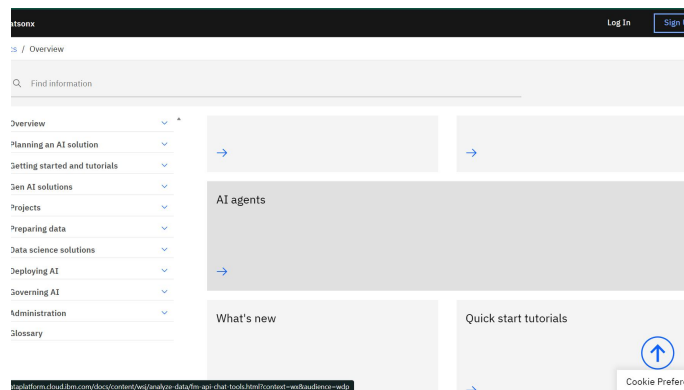 atsonx
Log In
Sign
cs / Overview
Find information
Overview
Planning an AI solution
Getting started and tutorials
Gen AI solutions
Projects
Preparing data
Data science solutions
Deploying AI
Governing AI
Administration
Glossary
AI agents
What's new
Quick start tutorials
Cookie Prefer
taplatform.cloud.ibm.com/docs/content/wsj/analyze-data/fm-api-chat-tools.html?context=wx&audience=wdp